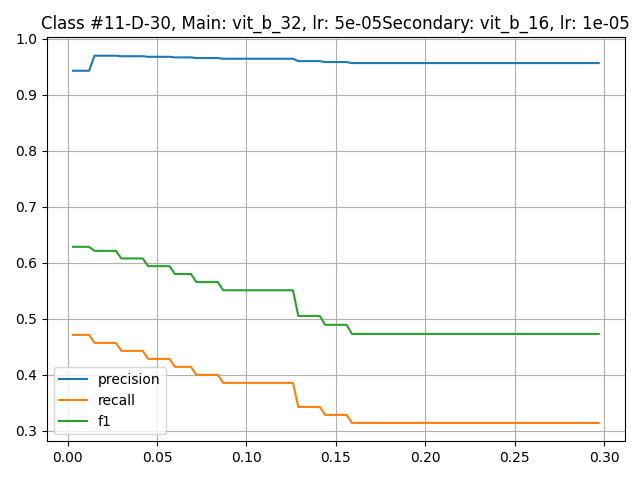 Class #11-D-30, Main: vit_b_32, lr: 5e-05Secondary: vit_b_16, lr: 1e-05
1.0
0.9
0.8
0.7
0.6
0.5
0.4
0.3
precision
recall
f1
0.00 0.05 0.10 0.15 0.20 0.25 0.30